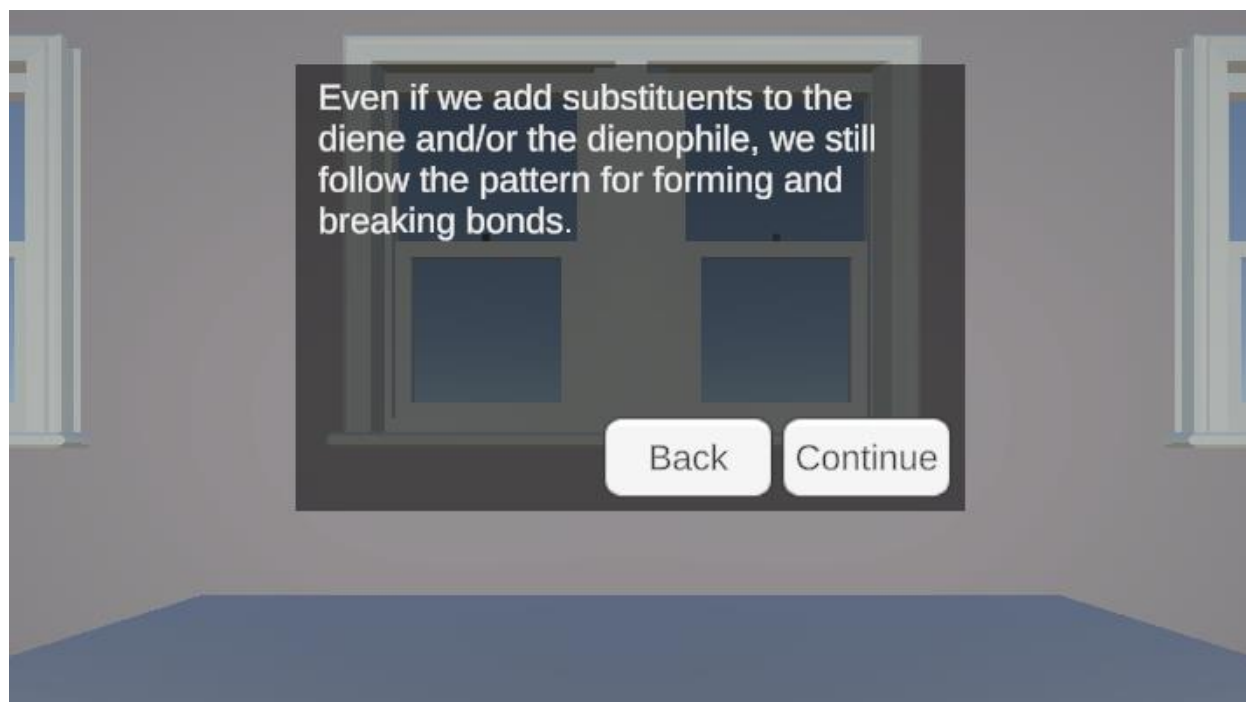 Even if we add substituents to the
diene and/or the dienophile, we still
follow the pattern for forming and
breaking bonds.
Back
Continue